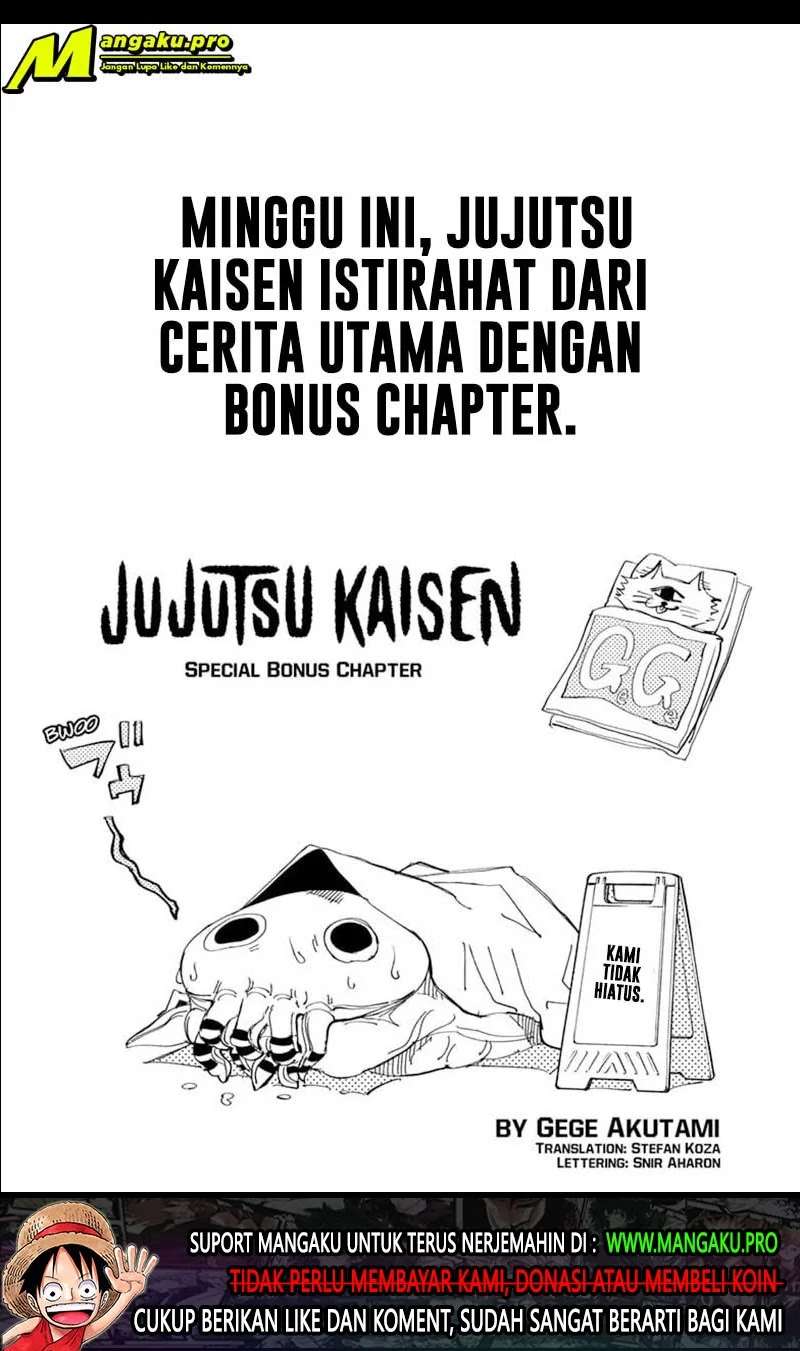 Mangaku.pro
Jangan Lupa Like dan Komennya
MINGGU INI, JUJUTSU
KAISEN ISTIRAHAT DARI
CERITA UTAMA DENGAN
BONUS CHAPTER.
JUJUTSU KAISEN
SPECIAL BONUS CHAPTER
GeGe
BWOO
ブウ
KAMI
TIDAK
HIATUS.
BY GEGE AKUTAMI
TRANSLATION: STEFAN KOZA
LETTERING: SNIR AHARON
SUPORT MANGAKU UNTUK TERUS NERJEMAHIN DI : WWW.MANGAKU.PRO
TIDAK PERLU MEMBAYAR KAMI, DONASI ATAU MEMBELI KOIN
CUKUP BERIKAN LIKE DAN KOMENT, SUDAH SANGAT BERARTI BAGI KAMI